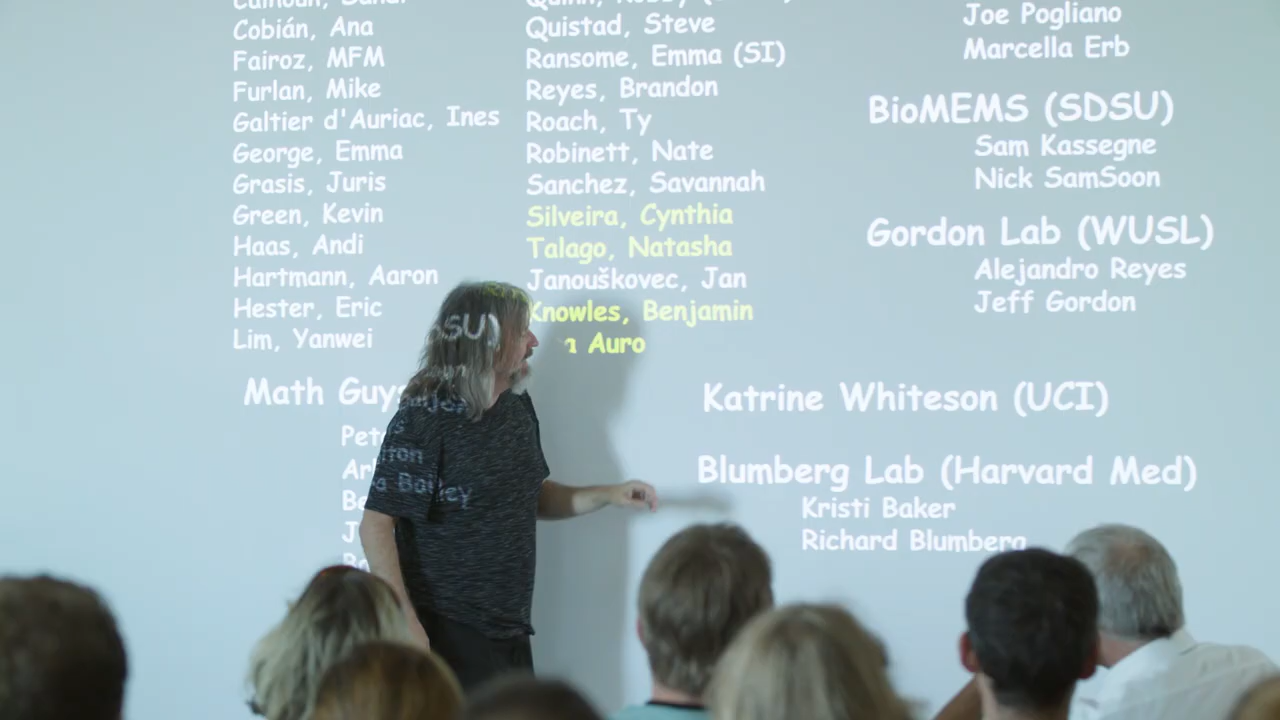 Cobián, Ana
Fairoz, MFM
Furlan, Mike
Galtier d'Auriac, Ines
George, Emma
Grasis, Juris
Green, Kevin
Haas, Andi
Hartmann, Aaron
Hester, Eric
Lim, Yanwei
Math Guys
Quistad, Steve
Ransome, Emma (SI)
Reyes, Brandon
Roach, Ty
Robinett, Nate
Sanchez, Savannah
Silveira, Cynthia
Talago, Natasha
Janouškovec, Jan
Knowles, Benjamin
Auro
Joe Pogliano
Marcella Erb
BioMEMS (SDSU)
Sam Kassegne
Nick SamSoon
Gordon Lab (WUSL)
Alejandro Reyes
Jeff Gordon
Katrine Whiteson (UCI)
Blumberg Lab (Harvard Med)
Kristi Baker
Richard Blumberg